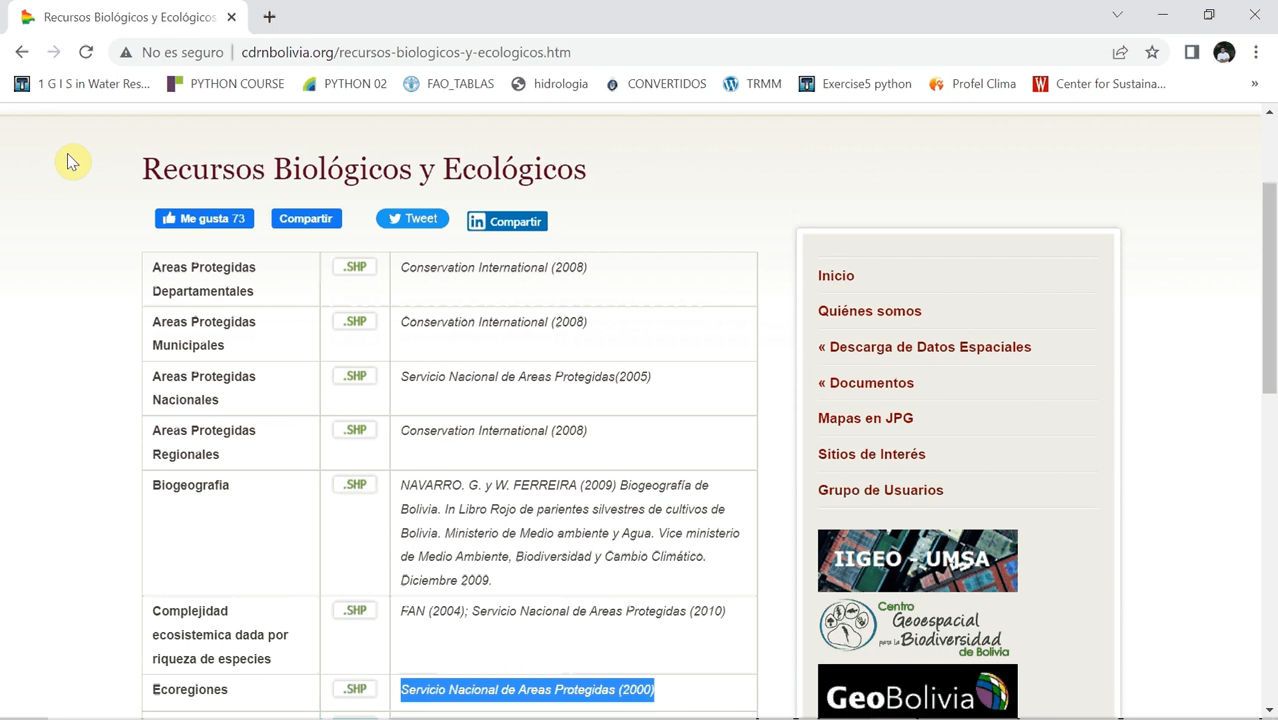 Recursos Biológicos y Ecológicos
No es seguro | cdrnbolivia.org/recursos-biologicos-y-ecologicos.htm
1 G I S in Water Res... PYTHON COURSE PYTHON 02 FAO_TABLAS hidrologia CONVERTIDOS TRMM Exercise5 python Profel Clima Center for Sustaina... »
Recursos Biológicos y Ecológicos
Me gusta 73 Compartir Tweet in Compartir
Areas Protegidas .SHP Conservation International (2008)
Departamentales
Areas Protegidas .SHP Conservation International (2008)
Municipales
Areas Protegidas .SHP Servicio Nacional de Areas Protegidas(2005)
Nacionales
Areas Protegidas .SHP Conservation International (2008)
Regionales
Biogeografia .SHP NAVARRO. G. y W. FERREIRA (2009) Biogeografía de
Bolivia. In Libro Rojo de parientes silvestres de cultivos de
Bolivia. Ministerio de Medio ambiente y Agua. Vice ministerio
de Medio Ambiente, Biodiversidad y Cambio Climático.
Diciembre 2009.
Complejidad .SHP FAN (2004); Servicio Nacional de Areas Protegidas (2010)
ecosistemica dada por
riqueza de especies
Ecoregiones .SHP Servicio Nacional de Areas Protegidas (2000)
Inicio
Quiénes somos
« Descarga de Datos Espaciales
« Documentos
Mapas en JPG
Sitios de Interés
Grupo de Usuarios
IIGEO - UMSA
Centro
Geoespacial
para la Biodiversidad
de Bolivia
GeoBolivia